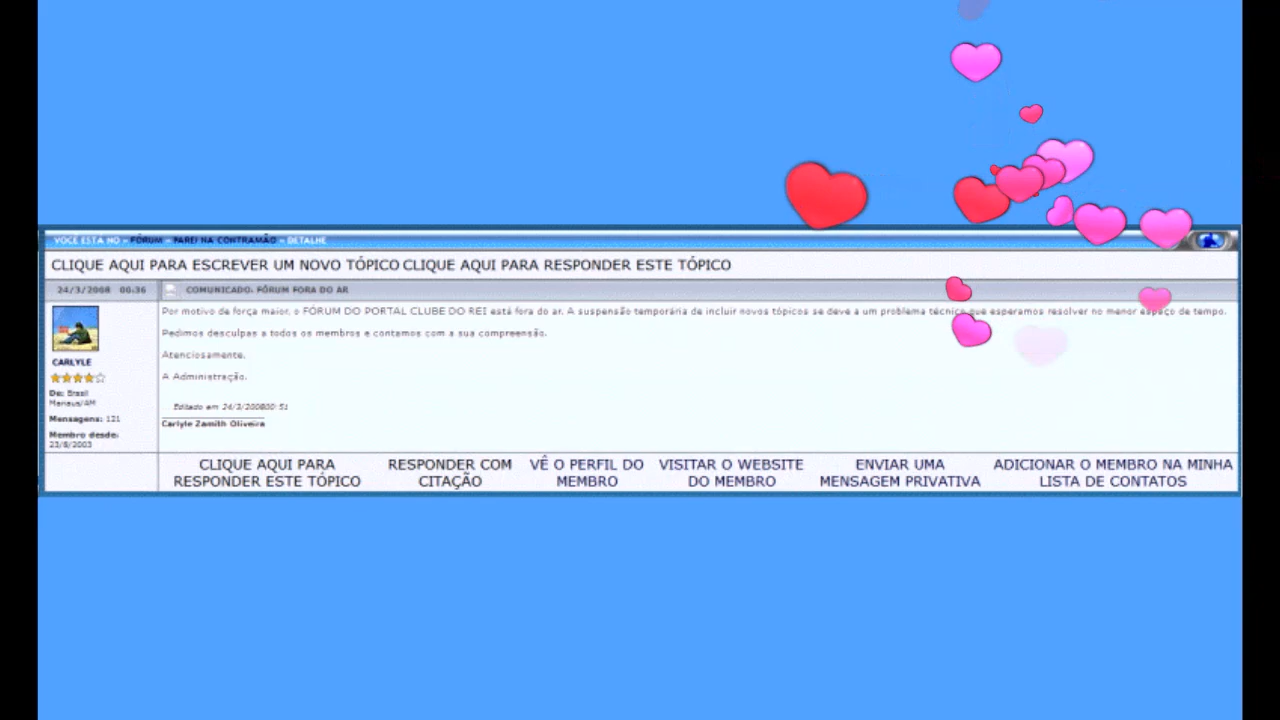 VOCÊ ESTÁ NO » FÓRUM » PAREI NA CONTRAMÃO » DETALHE
CLIQUE AQUI PARA ESCREVER UM NOVO TÓPICO CLIQUE AQUI PARA RESPONDER ESTE TÓPICO
24/3/2008 00:36 COMUNICADO: FÓRUM FORA DO AR
Por motivo de força maior, o FÓRUM DO PORTAL CLUBE DO REI está fora do ar. A suspensão temporária de incluir novos tópicos se deve a um problema técnico que esperamos resolver no menor espaço de tempo.
Pedimos desculpas a todos os membros e contamos com a sua compreensão.
Atenciosamente,
A Administração.
Editado em 24/3/200800:51
Carlyle Zamith Oliveira
CARLYLE
De: Brasil
Manaus/AM
Mensagens: 121
Membro desde:
23/8/2003
CLIQUE AQUI PARA
RESPONDER ESTE TÓPICO
RESPONDER COM
CITAÇÃO
VÊ O PERFIL DO
MEMBRO
VISITAR O WEBSITE
DO MEMBRO
ENVIAR UMA
MENSAGEM PRIVATIVA
ADICIONAR O MEMBRO NA MINHA
LISTA DE CONTATOS